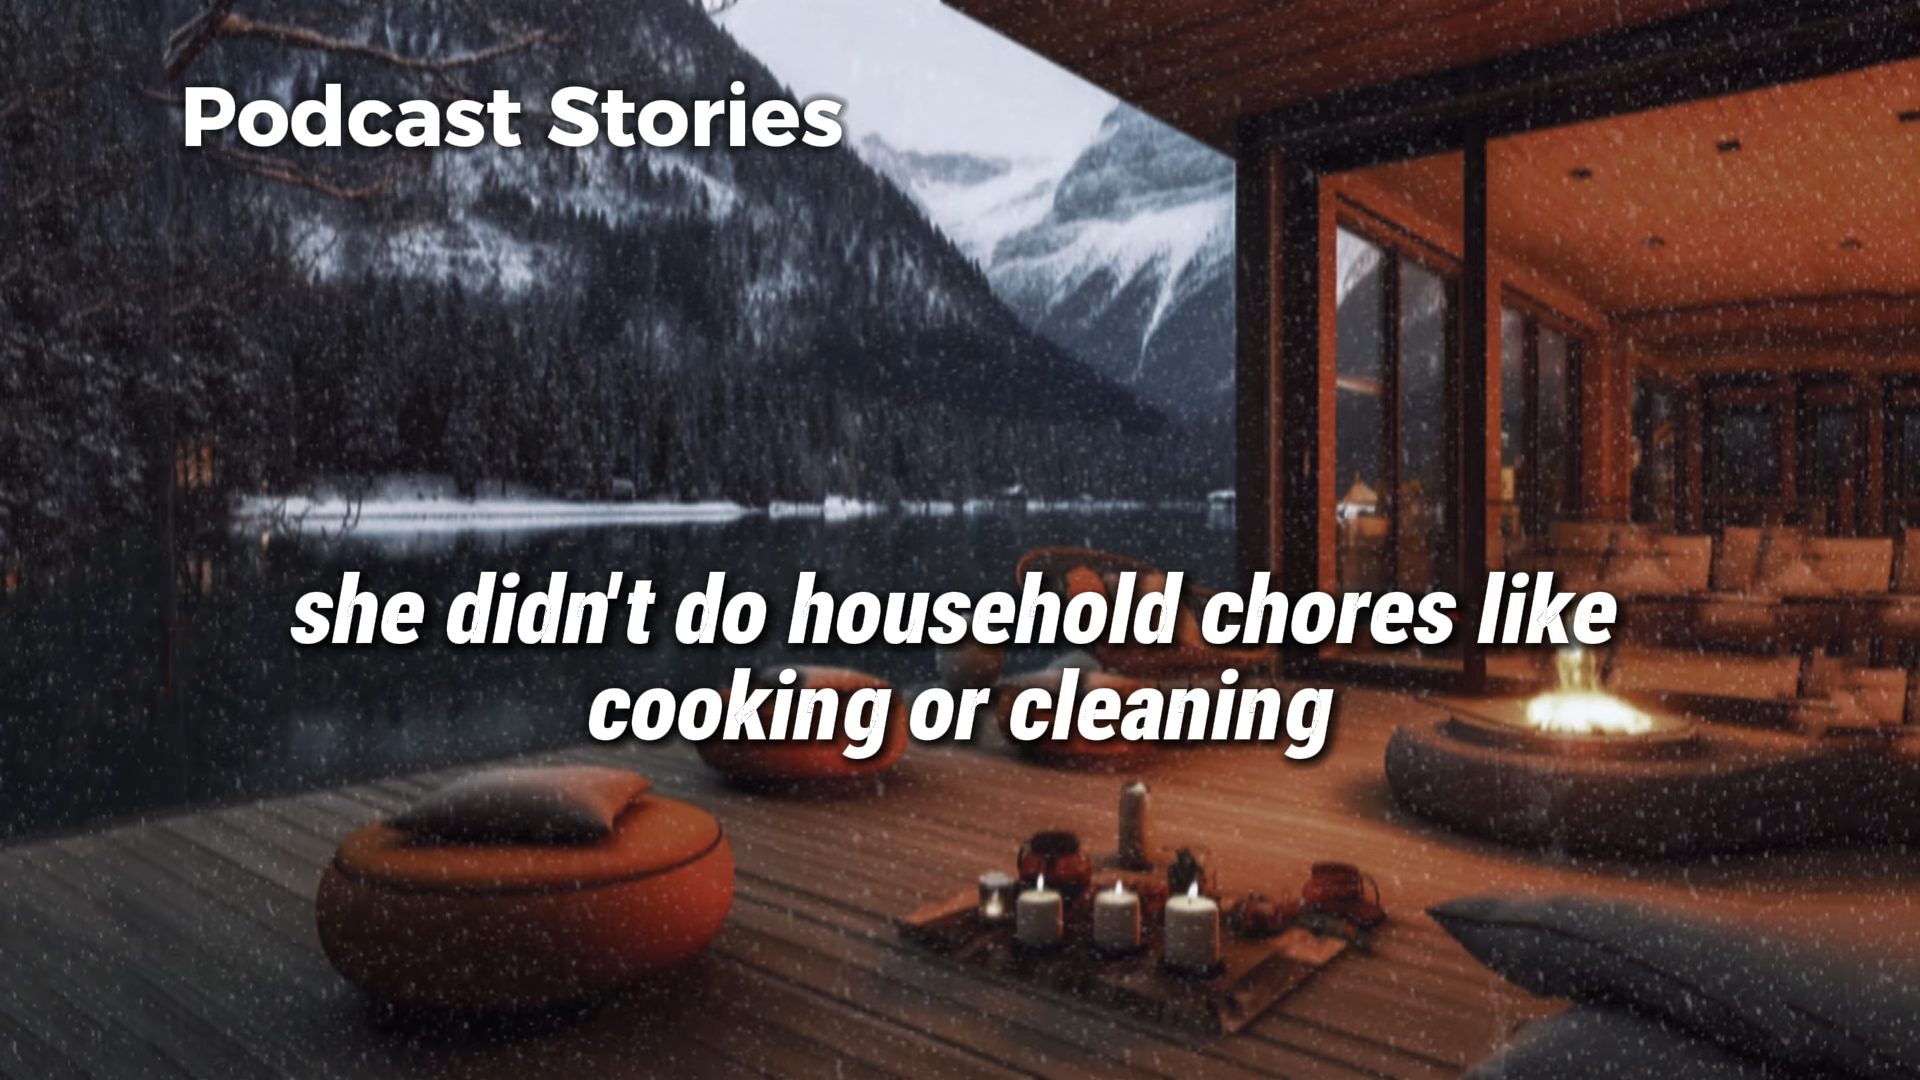 Podcast Stories
she didn't do household chores like
cooking or cleaning